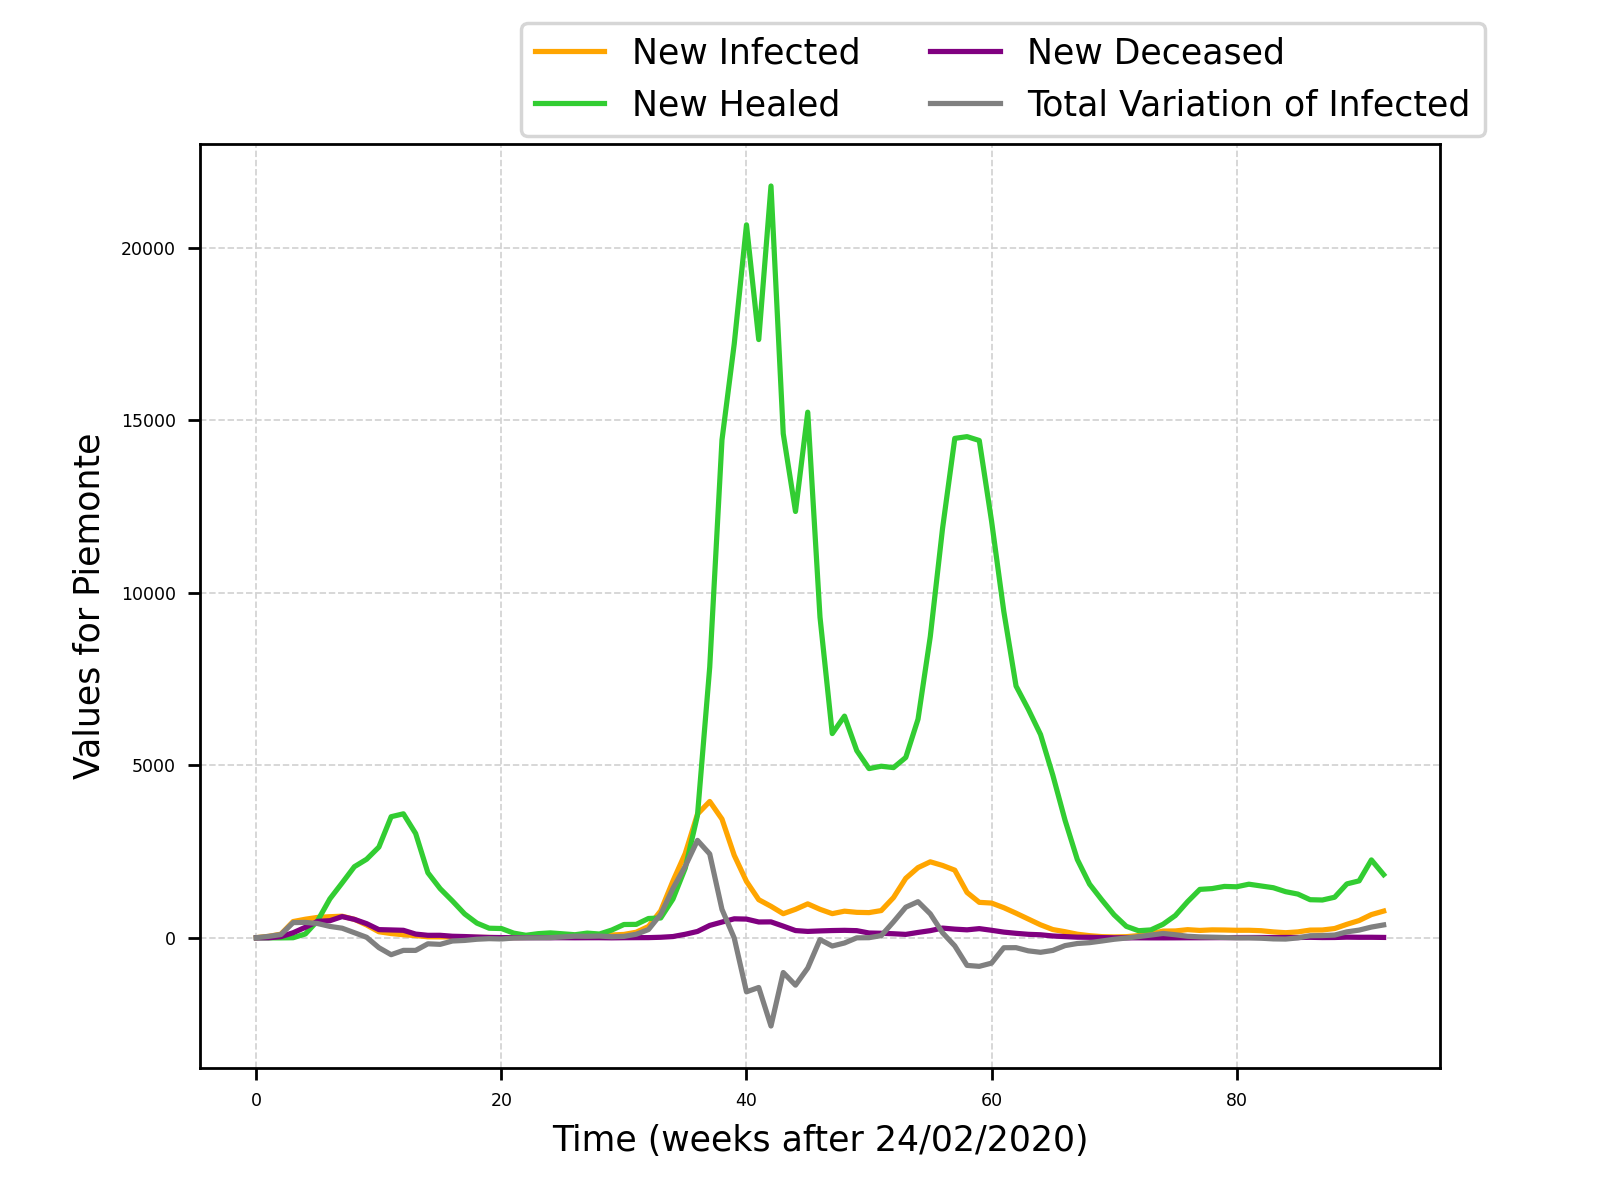 New Infected
New Healed
New Deceased
Total Variation of Infected
Values for Piemonte
20000
15000
10000
5000
0
0 20 40 60 80
Time (weeks after 24/02/2020)